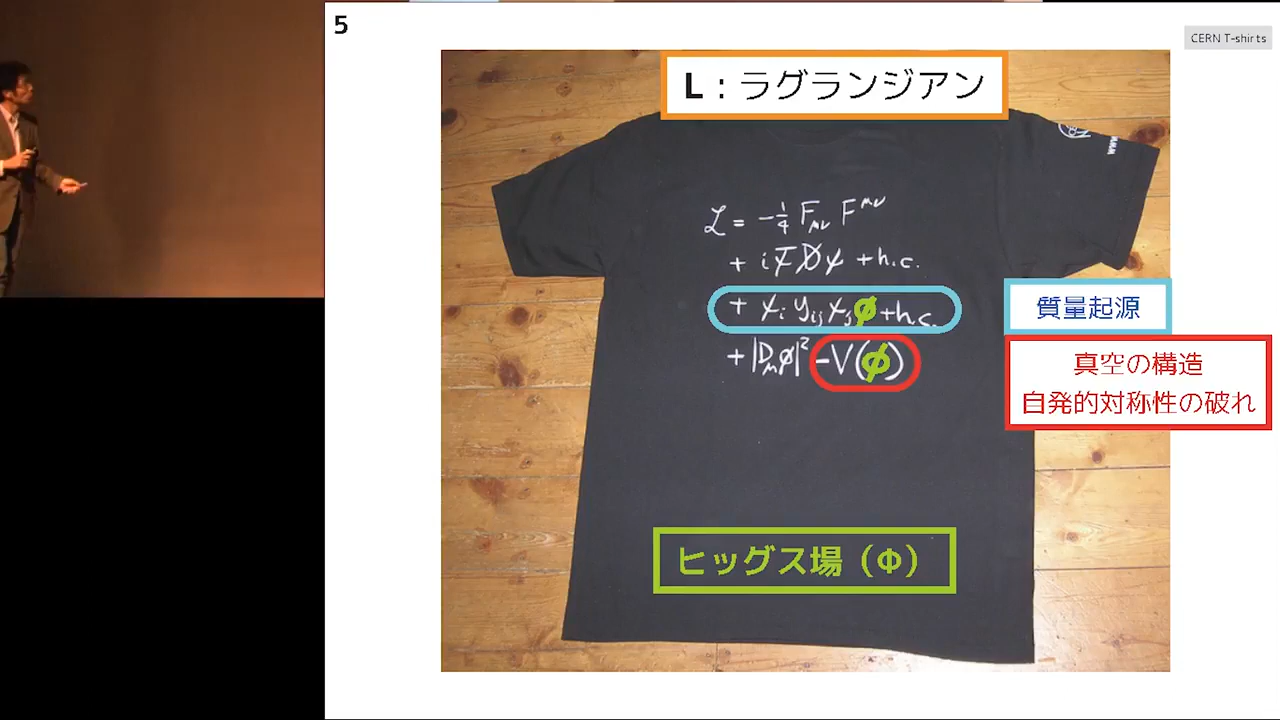 5
CERN T-shirts
L：ラグランジアン
ℒ = -¼ F_μν F^μν
+ i ψ̄ D̸ ψ + h.c.
+ ψ_i y_ij ψ_j ϕ + h.c.
+ |D_μ ϕ|² - V(ϕ)
質量起源
真空の構造
自発的対称性の破れ
ヒッグス場（Φ）